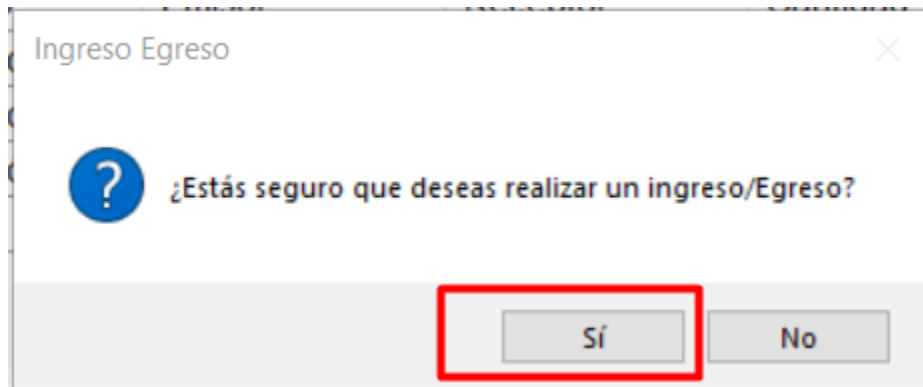 Ingreso Egreso
¿Estás seguro que deseas realizar un ingreso/Egreso?
Sí
No